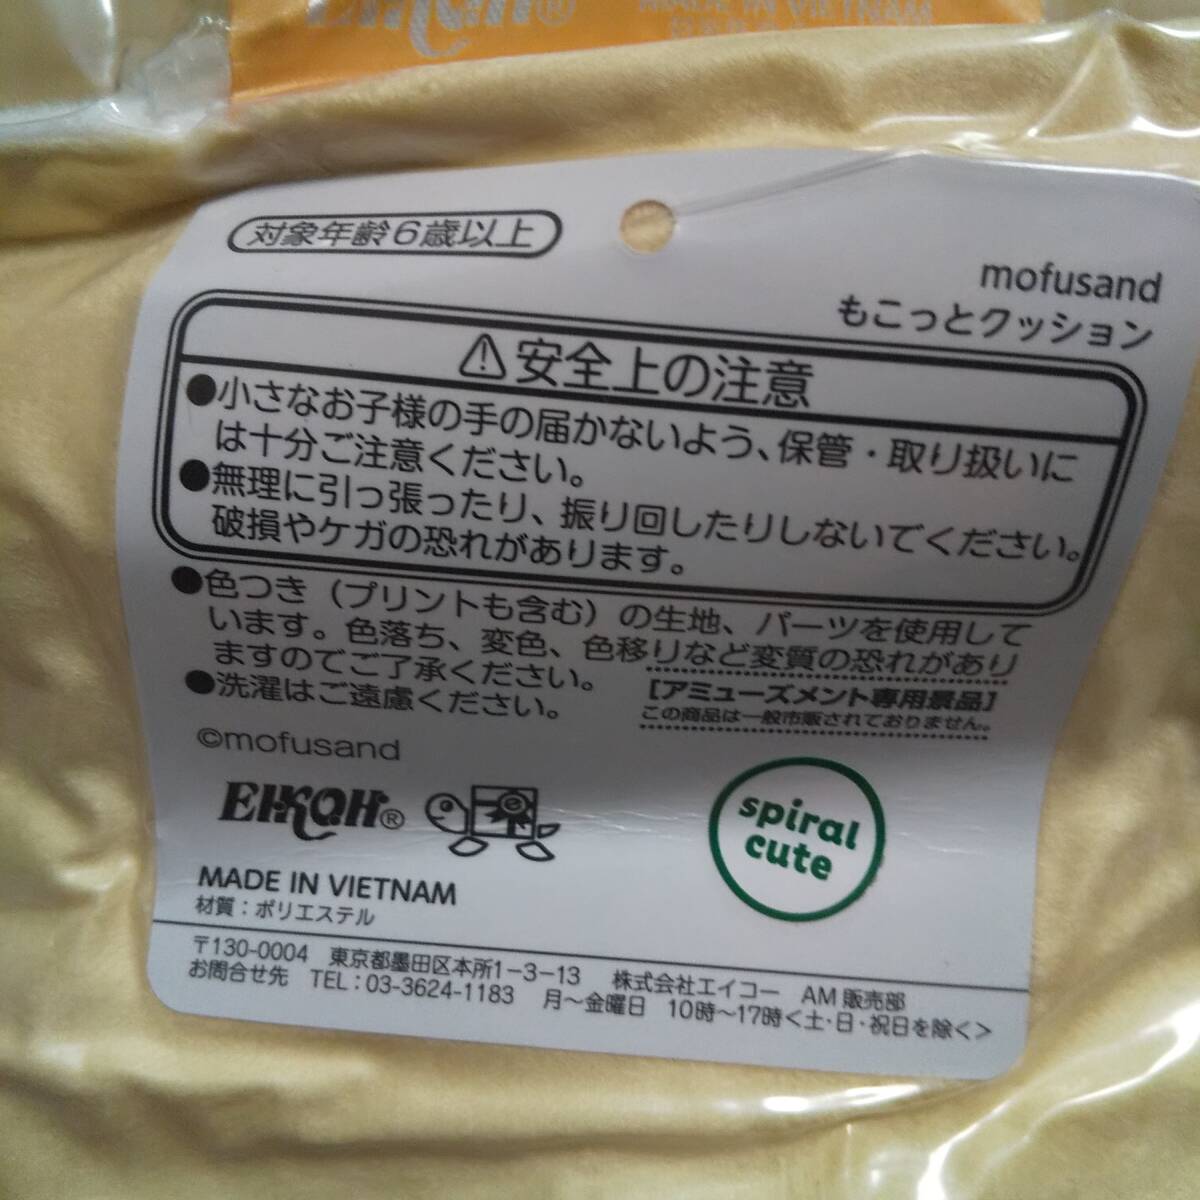 EIKOH®
MADE IN VIETNAM
対象年齢6歳以上
mofusand
もこっとクッション
⚠安全上の注意
●小さなお子様の手の届かないよう、保管・取り扱いに
は十分ご注意ください。
●無理に引っ張ったり、振り回したりしないでください。
破損やケガの恐れがあります。
●色つき（プリントも含む）の生地、パーツを使用して
います。色落ち、変色、色移りなど変質の恐れがあり
ますのでご了承ください。
●洗濯はご遠慮ください。
【アミューズメント専用景品】
この商品は一般市販されておりません。
©mofusand
EIKOH®
spiral
cute
MADE IN VIETNAM
材質：ポリエステル
〒130-0004 東京都墨田区本所1-3-13 株式会社エイコー AM販売部
お問合せ先 TEL：03-3624-1183 月～金曜日 10時～17時＜土・日・祝日を除く＞